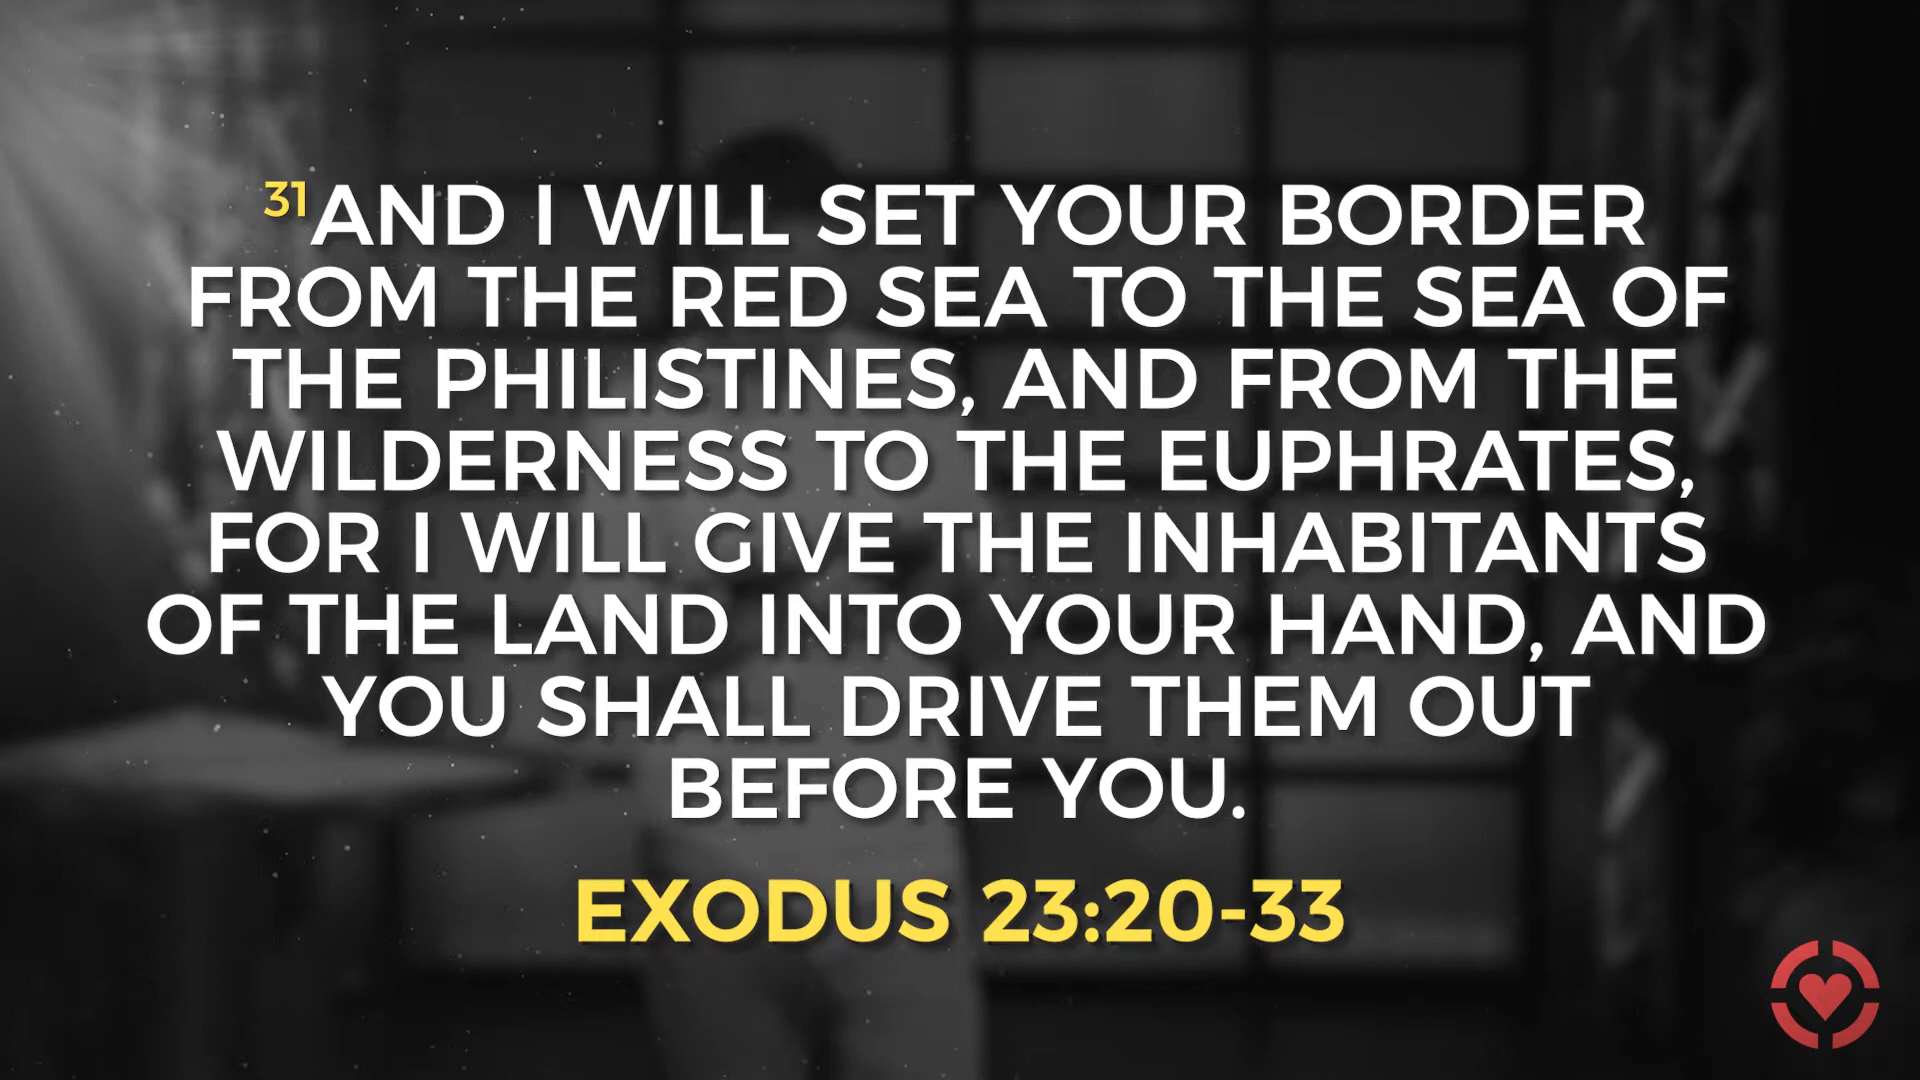 31 AND I WILL SET YOUR BORDER
FROM THE RED SEA TO THE SEA OF
THE PHILISTINES, AND FROM THE
WILDERNESS TO THE EUPHRATES,
FOR I WILL GIVE THE INHABITANTS
OF THE LAND INTO YOUR HAND, AND
YOU SHALL DRIVE THEM OUT
BEFORE YOU.
EXODUS 23:20-33